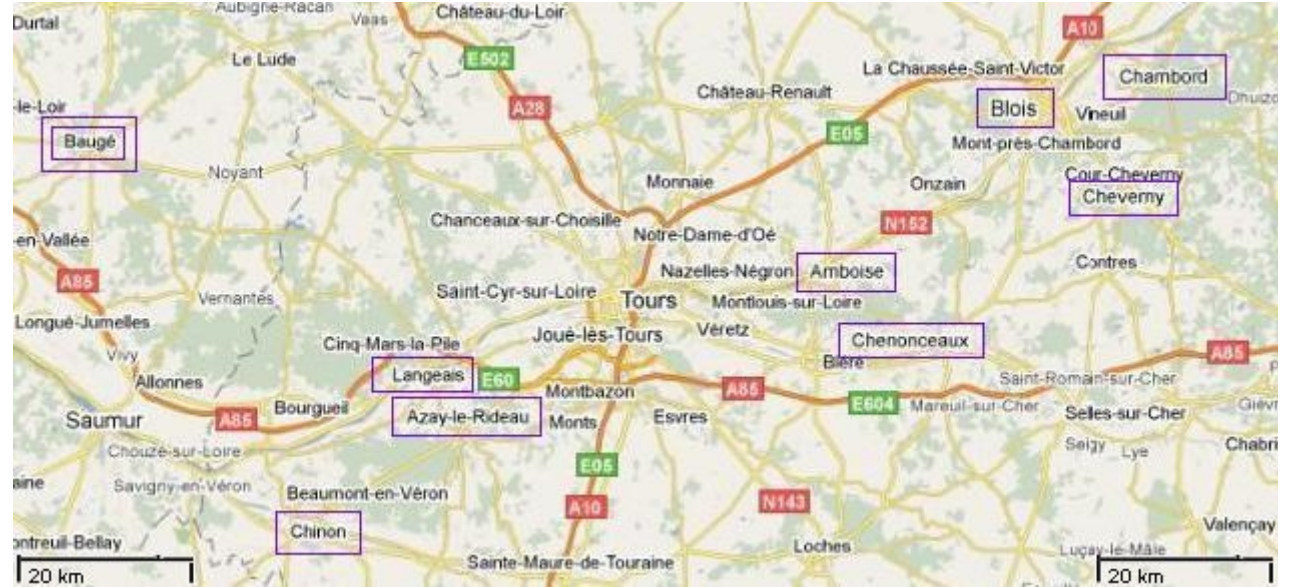 Aubigné-Racan
Vaas
Château-du-Loir
Durtal
A10
Le Lude
E502
La Chaussée-Saint-Victor
Chambord
Château-Renault
-le-Loir
A28
Blois
Vineuil
E05
Baugé
Mont-près-Chambord
Noyant
Monnaie
Onzain
Cour-Cheverny
Cheverny
Chanceaux-sur-Choisille
N152
Notre-Dame-d'Oé
-en-Vallée
Contres
Nazelles-Négron
Amboise
A85
Saint-Cyr-sur-Loire
Tours
Montlouis-sur-Loire
Vernantes
Longué-Jumelles
Joué-lès-Tours
Véretz
Cinq-Mars-la-Pile
Chenonceaux
Vivy
Bléré
A85
Langeais
E60
Allonnes
Montbazon
A85
Saint-Romain-sur-Cher
Bourgueil
E604
Mareuil-sur-Cher
Saumur
A85
Azay-le-Rideau
Monts
Esvres
Selles-sur-Cher
Gièvr
Chouzé-sur-Loire
Seigy
Lye
Chabri
E05
aine
Savigny-en-Véron
Beaumont-en-Véron
A10
N143
Chinon
Valençay
ontreuil-Bellay
Loches
Luçay-le-Mâle
Sainte-Maure-de-Touraine
20 km
20 km